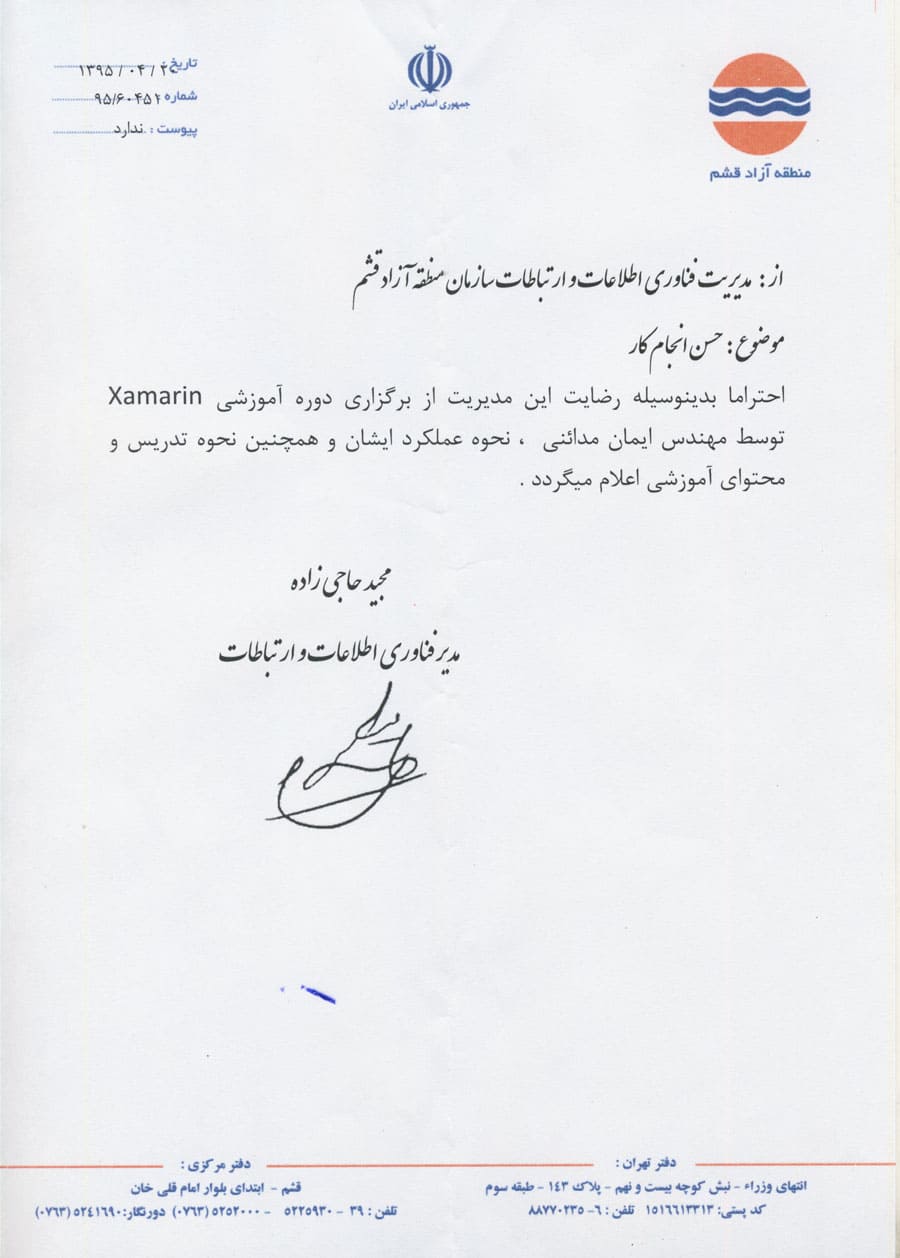 جمهوری اسلامی ایران
منطقه آزاد قشم
تاریخ: ۱۳۹۵/۰۴/۲۰
شماره: ۹۵/۶۰۴۵۲
پیوست: ندارد
از: مدیریت فناوری اطلاعات و ارتباطات سازمان منطقه آزاد قشم
موضوع: حسن انجام کار
احتراما بدینوسیله رضایت این مدیریت از برگزاری دوره آموزشی Xamarin
توسط مهندس ایمان مدائنی ، نحوه عملکرد ایشان و همچنین نحوه تدریس و
محتوای آموزشی اعلام میگردد .
مجید حاجی زاده
مدیر فناوری اطلاعات و ارتباطات
دفتر تهران :
انتهای وزراء - نبش کوچه بیست و نهم - پلاک ۱۴۳ - طبقه سوم
کد پستی: ۱۵۱۶۶۱۳۳۱۳ تلفن : ۶- ۸۸۷۷۰۲۳۵
دفتر مرکزی :
قشم - ابتدای بلوار امام قلی خان
تلفن : ۳۹ - ۵۲۲۵۹۳۰ - ۵۲۵۲۰۰۰ (۰۷۶۳) دورنگار: ۵۲۴۱۶۹۰ (۰۷۶۳)